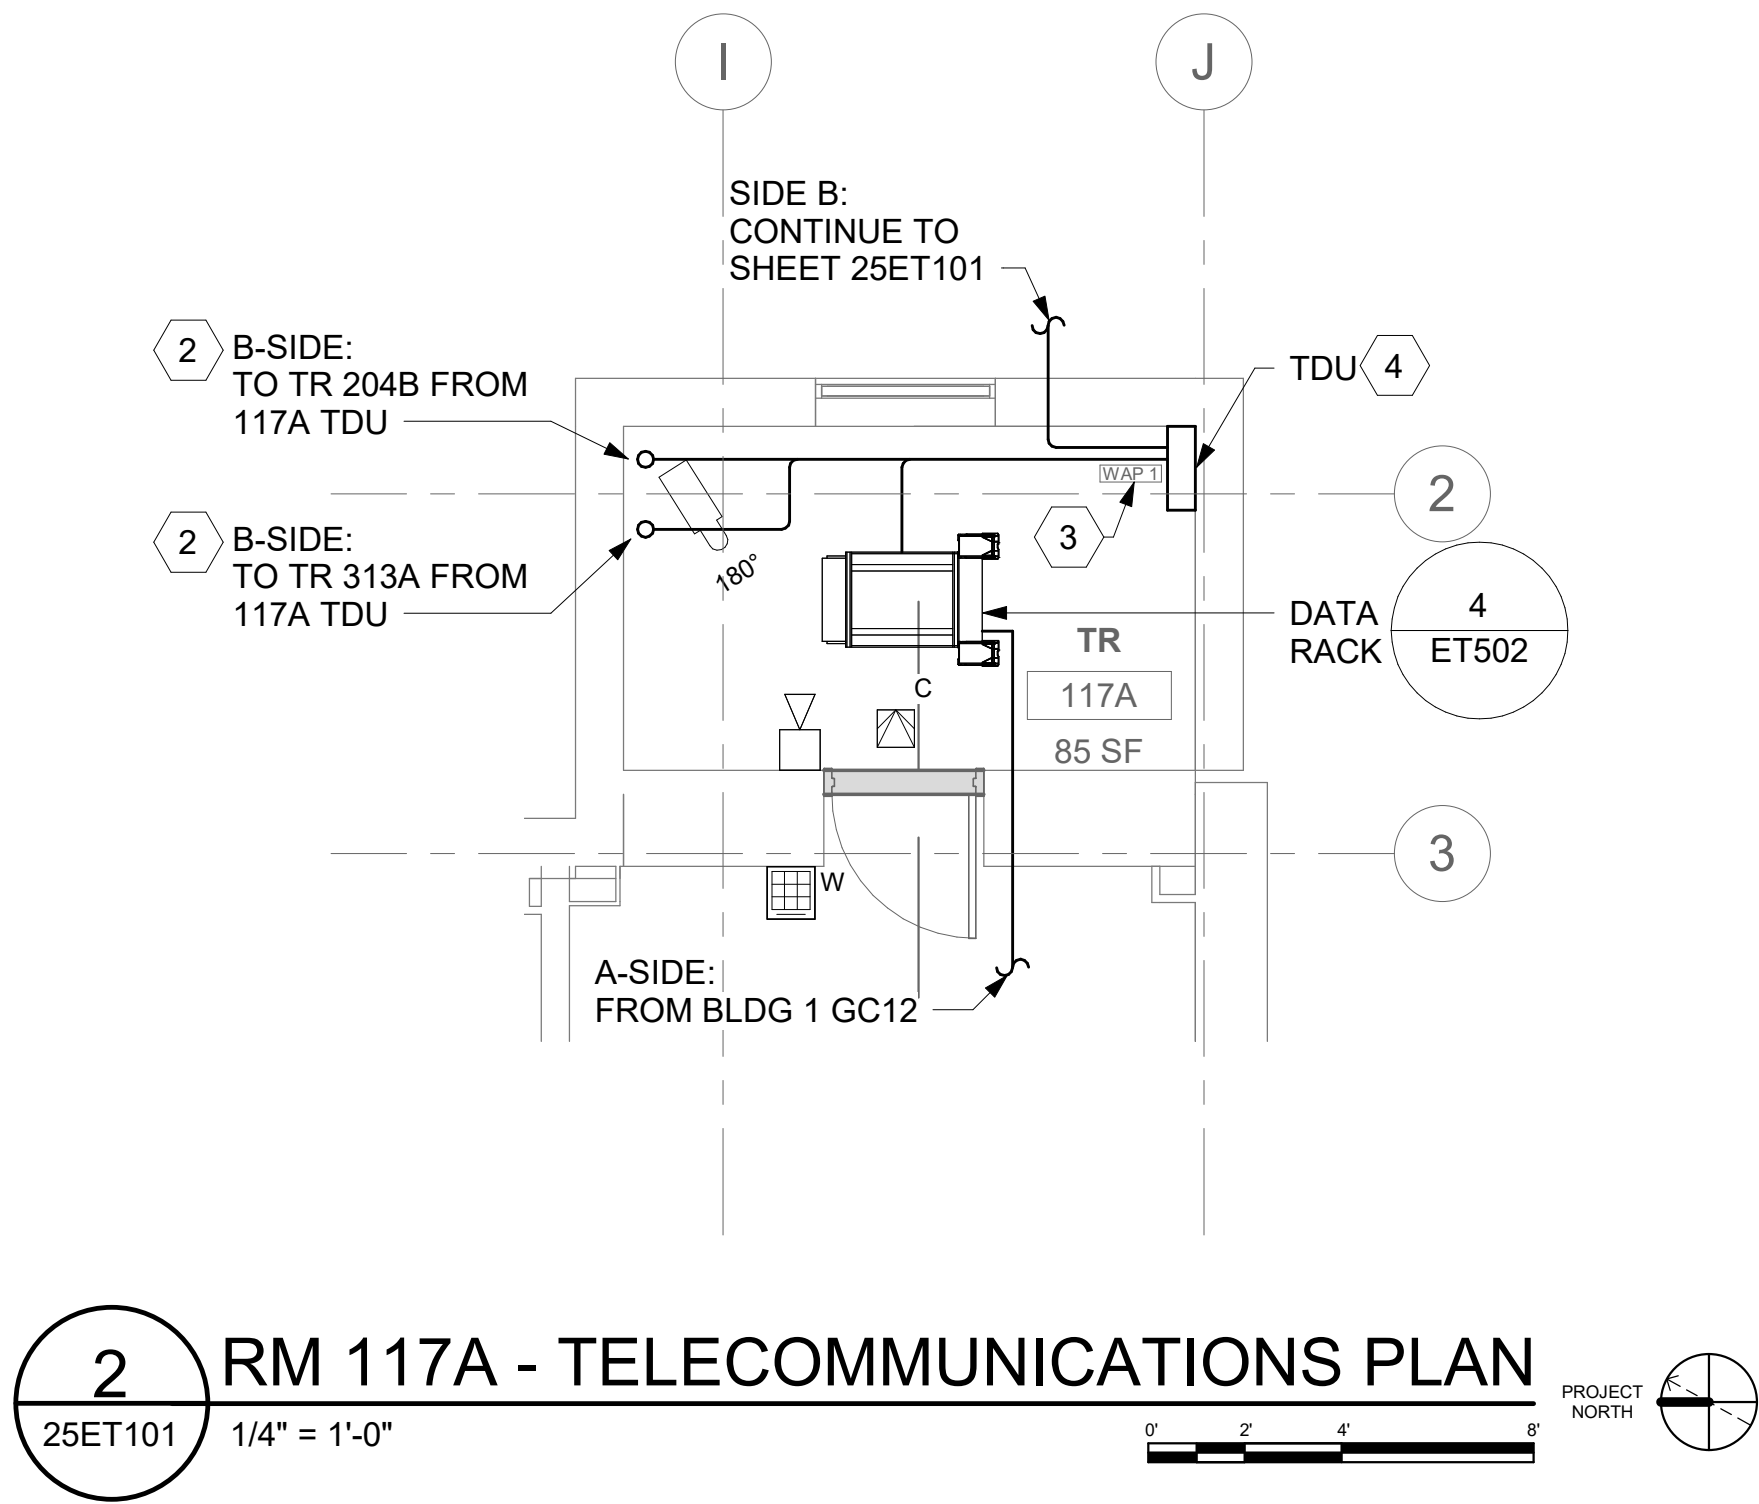 I
J
SIDE B:
CONTINUE TO
SHEET 25ET101
2
B-SIDE:
TO TR 204B FROM
117A TDU
TDU
4
WAP 1
2
2
B-SIDE:
TO TR 313A FROM
117A TDU
3
180°
DATA
RACK
4
ET502
TR
117A
85 SF
C
3
W
A-SIDE:
FROM BLDG 1 GC12
2
25ET101
RM 117A - TELECOMMUNICATIONS PLAN
1/4" = 1'-0"
0' 2' 4' 8'
PROJECT
NORTH